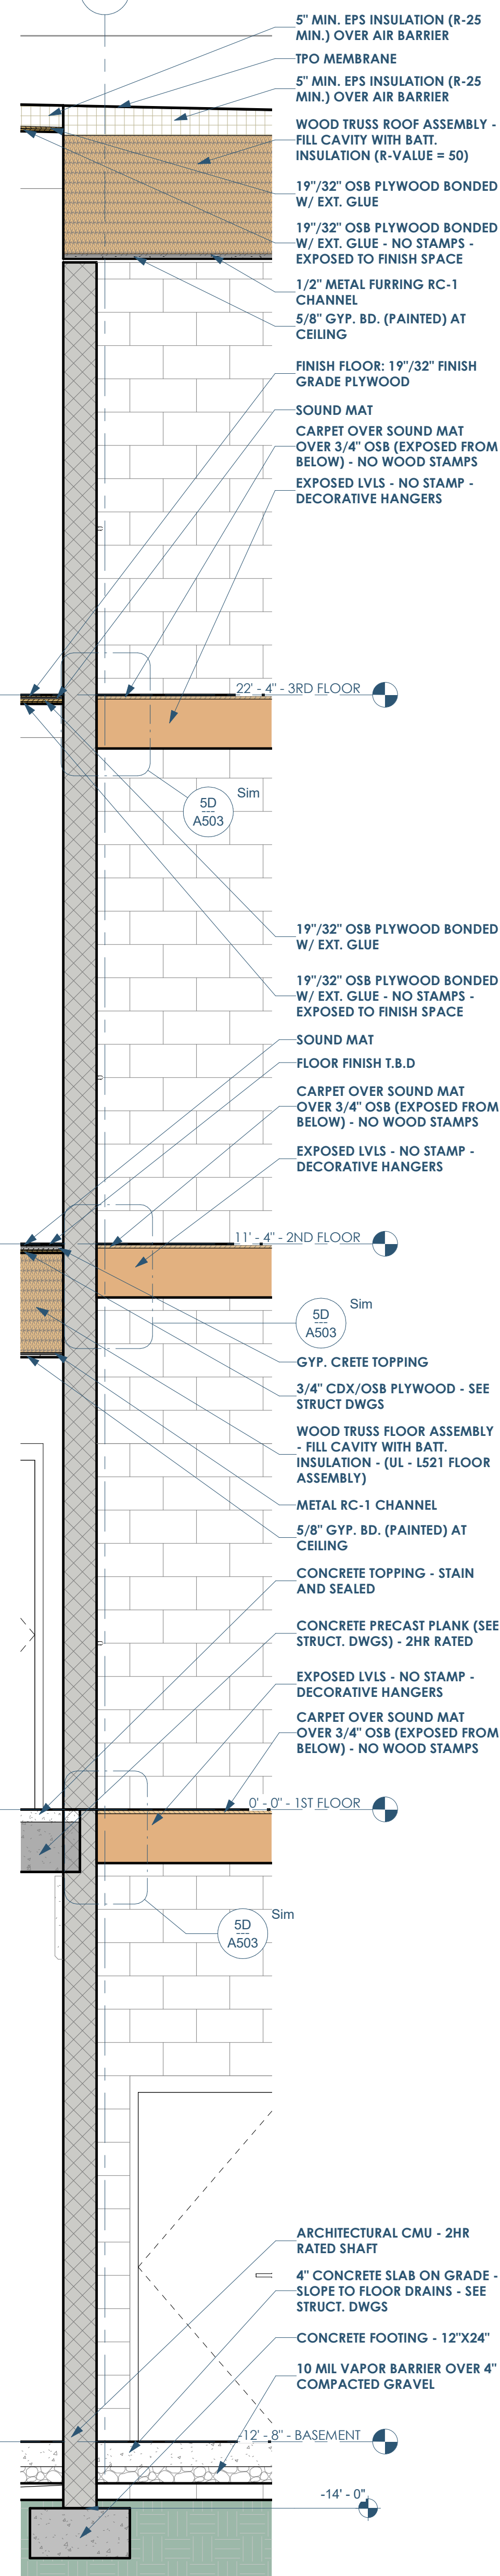 5" MIN. EPS INSULATION (R-25
MIN.) OVER AIR BARRIER
TPO MEMBRANE
5" MIN. EPS INSULATION (R-25
MIN.) OVER AIR BARRIER
WOOD TRUSS ROOF ASSEMBLY -
FILL CAVITY WITH BATT.
INSULATION (R-VALUE = 50)
19"/32" OSB PLYWOOD BONDED
W/ EXT. GLUE
19"/32" OSB PLYWOOD BONDED
W/ EXT. GLUE - NO STAMPS -
EXPOSED TO FINISH SPACE
1/2" METAL FURRING RC-1
CHANNEL
5/8" GYP. BD. (PAINTED) AT
CEILING
FINISH FLOOR: 19"/32" FINISH
GRADE PLYWOOD
SOUND MAT
CARPET OVER SOUND MAT
OVER 3/4" OSB (EXPOSED FROM
BELOW) - NO WOOD STAMPS
EXPOSED LVLS - NO STAMP -
DECORATIVE HANGERS
22' - 4" - 3RD FLOOR
Sim
5D
---
A503
19"/32" OSB PLYWOOD BONDED
W/ EXT. GLUE
19"/32" OSB PLYWOOD BONDED
W/ EXT. GLUE - NO STAMPS -
EXPOSED TO FINISH SPACE
SOUND MAT
FLOOR FINISH T.B.D
CARPET OVER SOUND MAT
OVER 3/4" OSB (EXPOSED FROM
BELOW) - NO WOOD STAMPS
EXPOSED LVLS - NO STAMP -
DECORATIVE HANGERS
11' - 4" - 2ND FLOOR
Sim
5D
---
A503
GYP. CRETE TOPPING
3/4" CDX/OSB PLYWOOD - SEE
STRUCT DWGS
WOOD TRUSS FLOOR ASSEMBLY
- FILL CAVITY WITH BATT.
INSULATION - (UL - L521 FLOOR
ASSEMBLY)
METAL RC-1 CHANNEL
5/8" GYP. BD. (PAINTED) AT
CEILING
CONCRETE TOPPING - STAIN
AND SEALED
CONCRETE PRECAST PLANK (SEE
STRUCT. DWGS) - 2HR RATED
EXPOSED LVLS - NO STAMP -
DECORATIVE HANGERS
CARPET OVER SOUND MAT
OVER 3/4" OSB (EXPOSED FROM
BELOW) - NO WOOD STAMPS
0' - 0" - 1ST FLOOR
Sim
5D
---
A503
ARCHITECTURAL CMU - 2HR
RATED SHAFT
4" CONCRETE SLAB ON GRADE -
SLOPE TO FLOOR DRAINS - SEE
STRUCT. DWGS
CONCRETE FOOTING - 12"X24"
10 MIL VAPOR BARRIER OVER 4"
COMPACTED GRAVEL
-12' - 8" - BASEMENT
-14' - 0"